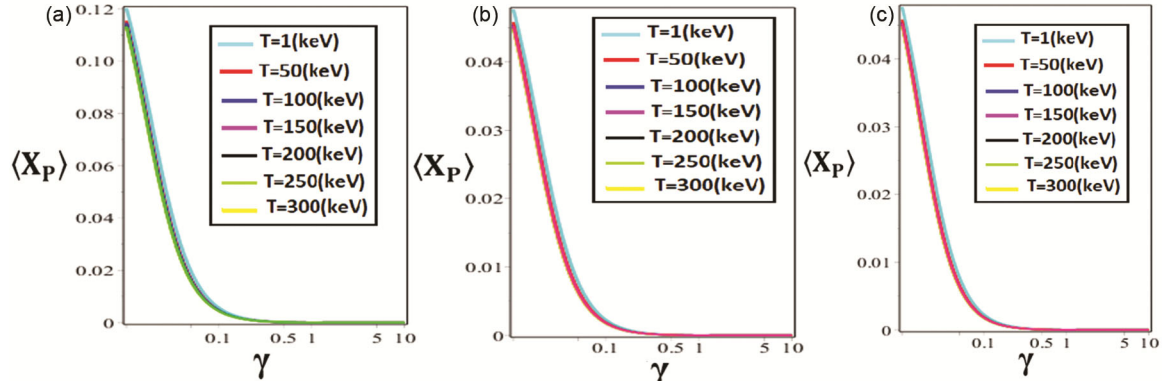 (a)
0.12
0.10
0.08
0.06
0.04
0.02
0
⟨X_P⟩
T=1(keV)
T=50(keV)
T=100(keV)
T=150(keV)
T=200(keV)
T=250(keV)
T=300(keV)
0.1
0.5
1
5
10
γ
(b)
0.04
0.03
0.02
0.01
0
⟨X_P⟩
T=1(keV)
T=50(keV)
T=100(keV)
T=150(keV)
T=200(keV)
T=250(keV)
T=300(keV)
0.1
0.5
1
5
10
γ
(c)
0.04
0.03
0.02
0.01
0
⟨X_P⟩
T=1(keV)
T=50(keV)
T=100(keV)
T=150(keV)
T=200(keV)
T=250(keV)
T=300(keV)
0.1
0.5
1
5
10
γ